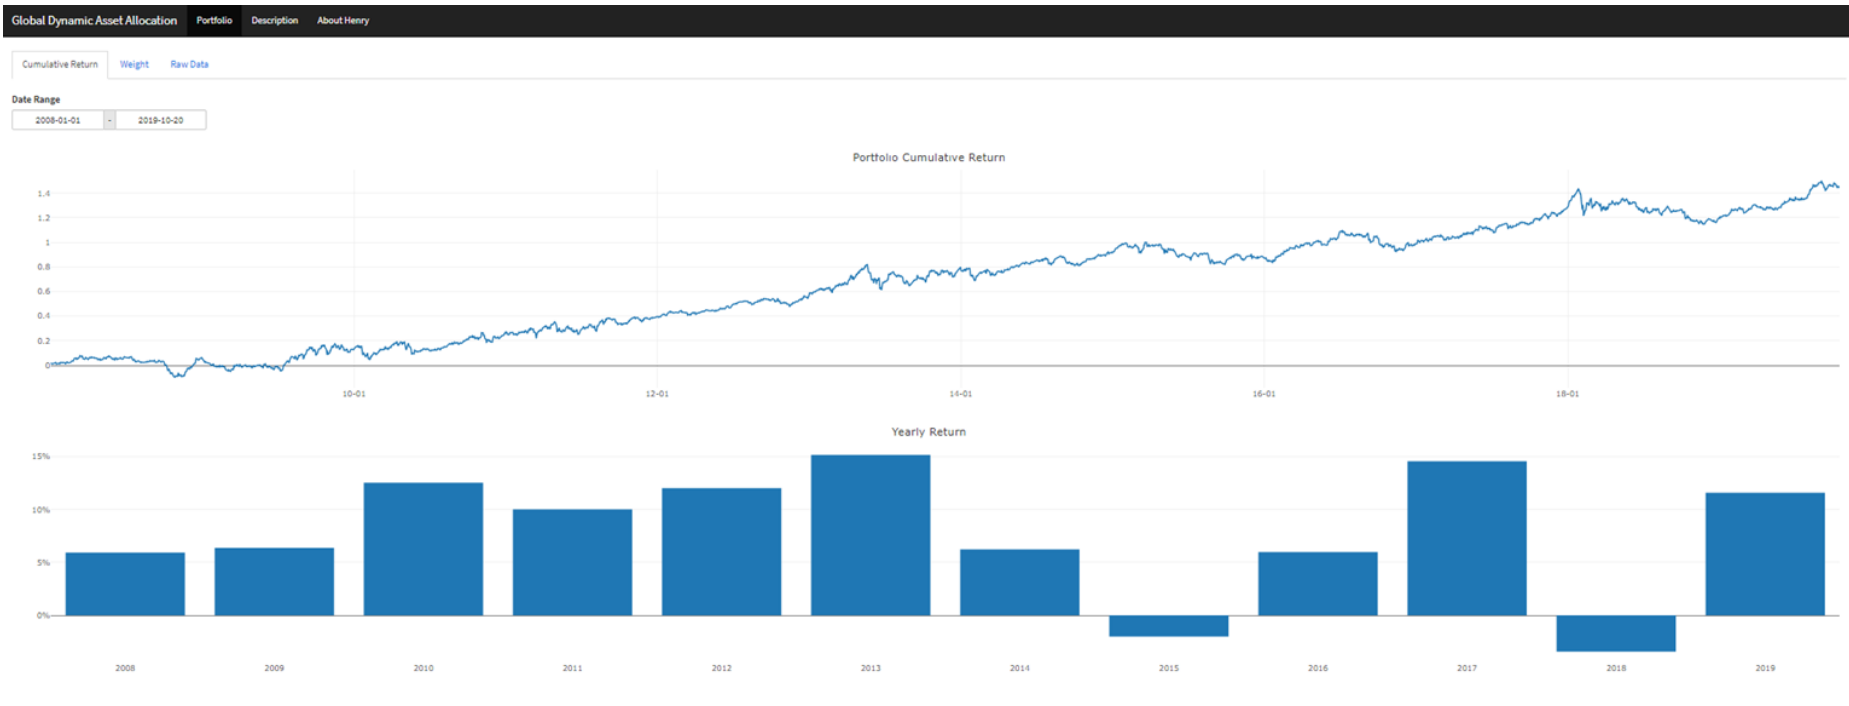 Global Dynamic Asset Allocation Portfolio Description About Henry
Cumulative Return Weight Raw Data
Date Range
2008-01-01 - 2019-10-20
Portfolio Cumulative Return
1.4
1.2
1
0.8
0.6
0.4
0.2
0
10-01 12-01 14-01 16-01 18-01
Yearly Return
15%
10%
5%
0%
2008 2009 2010 2011 2012 2013 2014 2015 2016 2017 2018 2019